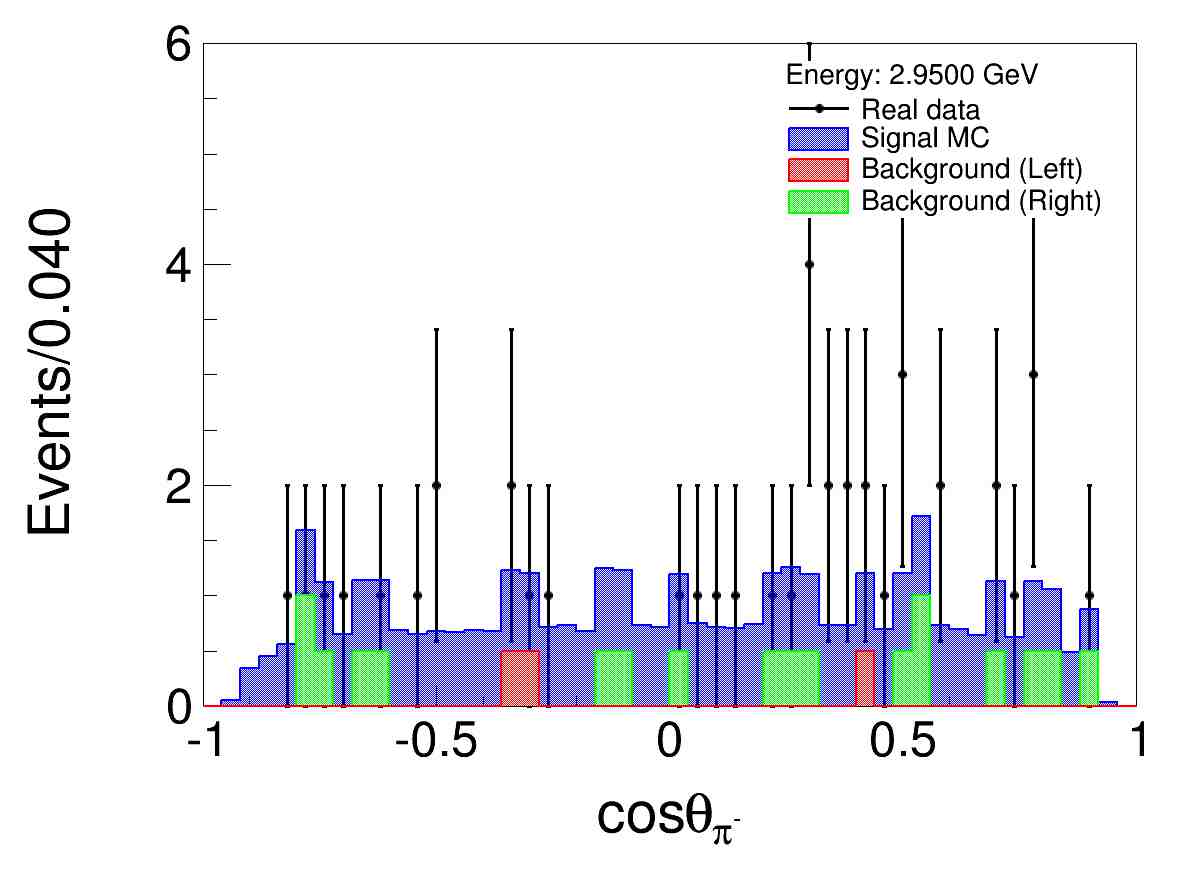 6
Energy: 2.9500 GeV
Real data
Signal MC
Background (Left)
Background (Right)
4
2
0
Events/0.040
-1 -0.5 0 0.5 1
cosθπ-